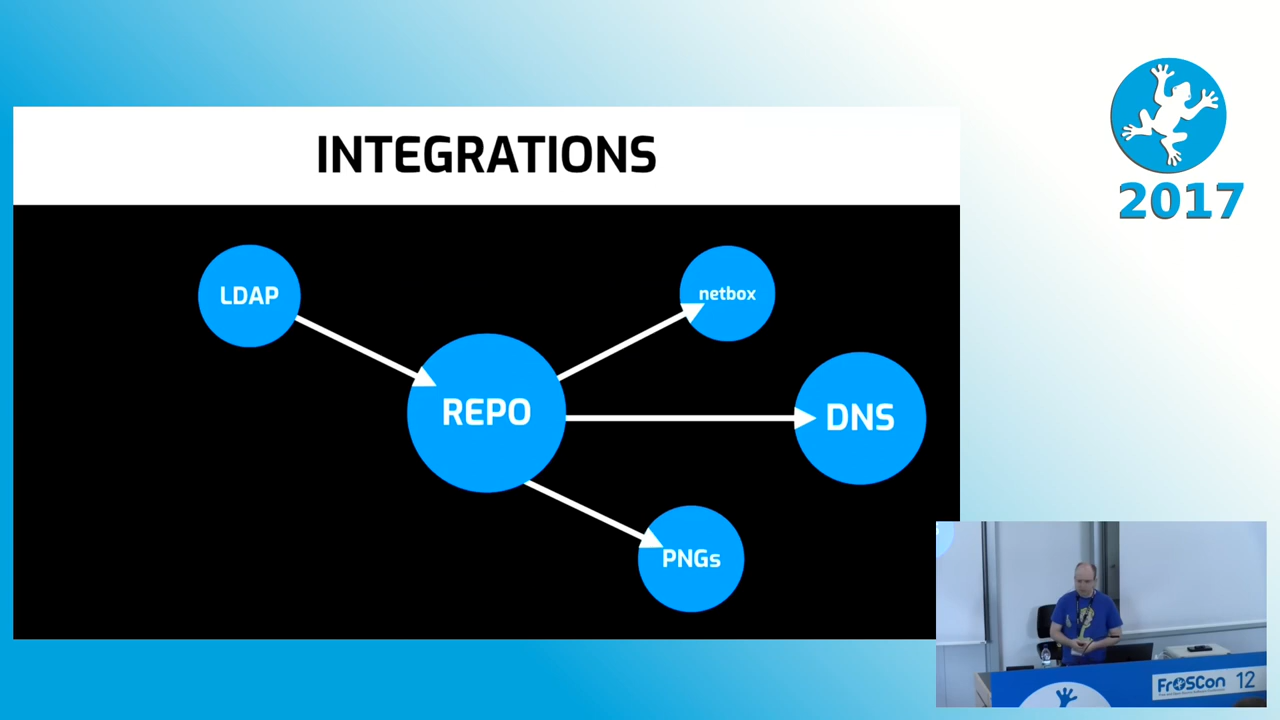 INTEGRATIONS
2017
LDAP
netbox
REPO
DNS
PNGs
FrOSCon 12